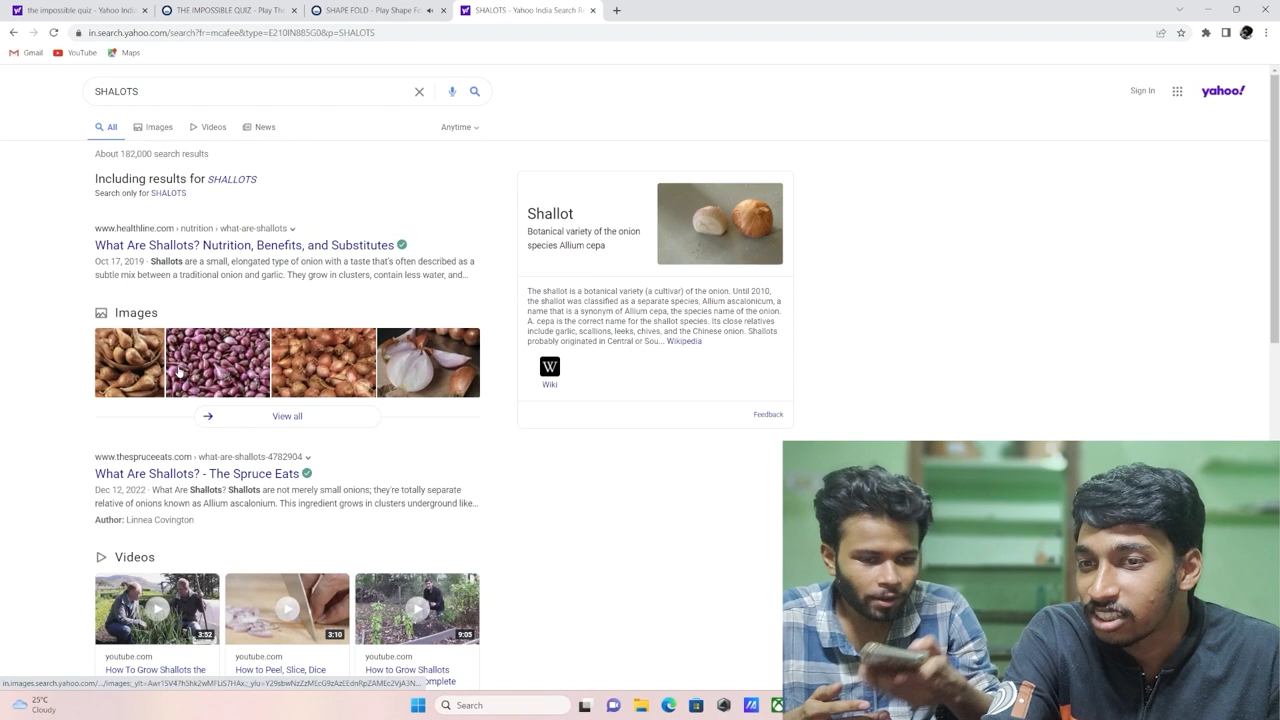 the impossible quiz - Yahoo Indi
THE IMPOSSIBLE QUIZ - Play The
SHAPE FOLD - Play Shape F
SHALOTS - Yahoo India Search Re
in.search.yahoo.com/search?fr=mcafee&type=E210IN885G0&p=SHALOTS
Gmail YouTube Maps
SHALOTS
Sign In
yahoo!
All Images Videos News Anytime
About 182,000 search results
Including results for SHALLOTS
Search only for SHALOTS
www.healthline.com › nutrition › what-are-shallots
What Are Shallots? Nutrition, Benefits, and Substitutes
Oct 17, 2019 · Shallots are a small, elongated type of onion with a taste that's often described as a
subtle mix between a traditional onion and garlic. They grow in clusters, contain less water, and...
Images
View all
www.thespruceeats.com › what-are-shallots-4782904
What Are Shallots? - The Spruce Eats
Dec 12, 2022 · What Are Shallots? Shallots are not merely small onions; they're totally separate
relative of onions known as Allium ascalonium. This ingredient grows in clusters underground like...
Author: Linnea Covington
Videos
3:52
3:10
9:05
youtube.com
How To Grow Shallots the
youtube.com
How to Peel, Slice, Dice
youtube.com
How to Grow Shallots
omplete
Shallot
Botanical variety of the onion
species Allium cepa
The shallot is a botanical variety (a cultivar) of the onion. Until 2010,
the shallot was classified as a separate species, Allium ascalonicum, a
name that is a synonym of Allium cepa, the species name of the onion.
A. cepa is the correct name for the shallot species. Its close relatives
include garlic, scallions, leeks, chives, and the Chinese onion. Shallots
probably originated in Central or Sou... Wikipedia
W
Wiki
Feedback
25°C
Cloudy
Search